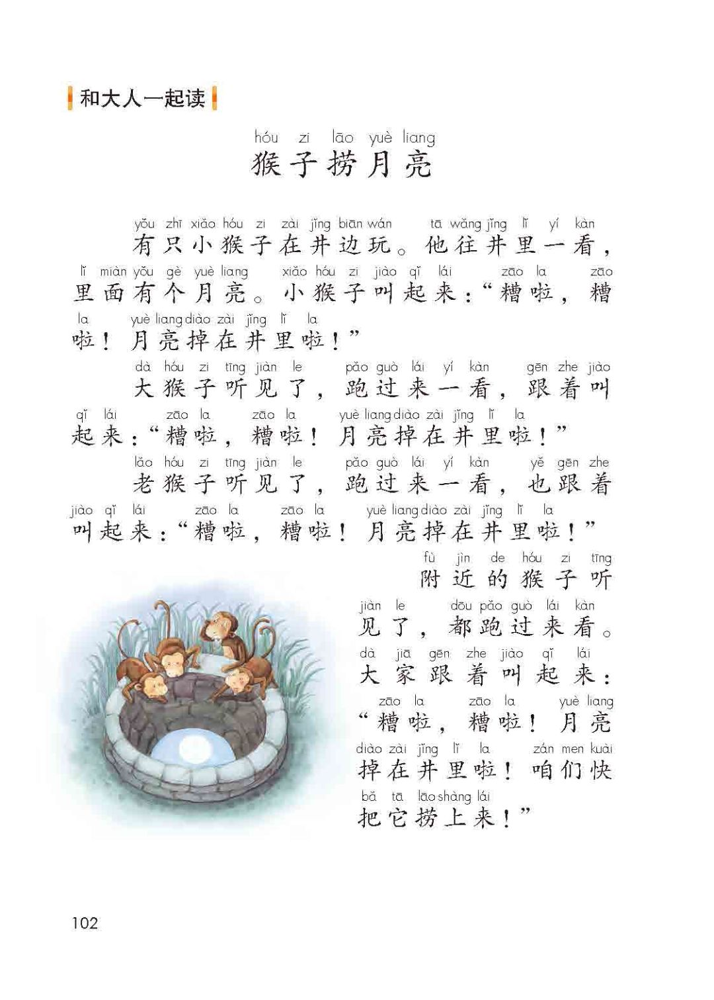 和大人一起读
hóu zi lāo yuè liang
猴子捞月亮
yǒu zhī xiǎo hóu zi zài jǐng biān wán tā wǎng jǐng lǐ yí kàn
有只小猴子在井边玩。他往井里一看，
lǐ miàn yǒu gè yuè liang xiǎo hóu zi jiào qǐ lái zāo la zāo
里面有个月亮。小猴子叫起来：“糟啦，糟
la yuè liang diào zài jǐng lǐ la
啦！月亮掉在井里啦！”
dà hóu zi tīng jiàn le pǎo guò lái yí kàn gēn zhe jiào
大猴子听见了，跑过来一看，跟着叫
qǐ lái zāo la zāo la yuè liang diào zài jǐng lǐ la
起来：“糟啦，糟啦！月亮掉在井里啦！”
lǎo hóu zi tīng jiàn le pǎo guò lái yí kàn yě gēn zhe
老猴子听见了，跑过来一看，也跟着
jiào qǐ lái zāo la zāo la yuè liang diào zài jǐng lǐ la
叫起来：“糟啦，糟啦！月亮掉在井里啦！”
fù jìn de hóu zi tīng
附近的猴子听
jiàn le dōu pǎo guò lái kàn
见了，都跑过来看。
dà jiā gēn zhe jiào qǐ lái
大家跟着叫起来：
zāo la zāo la yuè liang
“糟啦，糟啦！月亮
diào zài jǐng lǐ la zán men kuài
掉在井里啦！咱们快
bǎ tā lāo shàng lái
把它捞上来！”
102